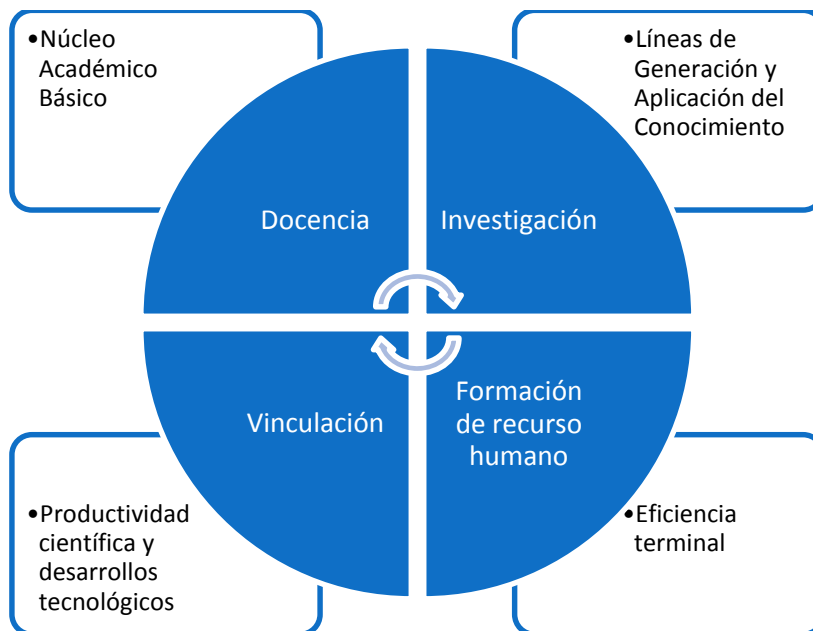 •Núcleo
Académico
Básico
•Líneas de
Generación y
Aplicación del
Conocimiento
Docencia
Investigación
Vinculación
Formación
de recurso
humano
•Productividad
científica y
desarrollos
tecnológicos
•Eficiencia
terminal